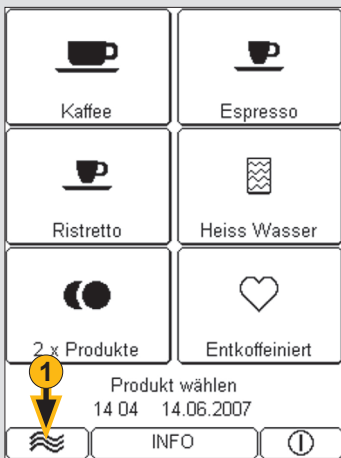 Kaffee Espresso
Ristretto Heiss Wasser
2 x Produkte Entkoffeiniert
1
Produkt wählen
14 04 14.06.2007
INFO